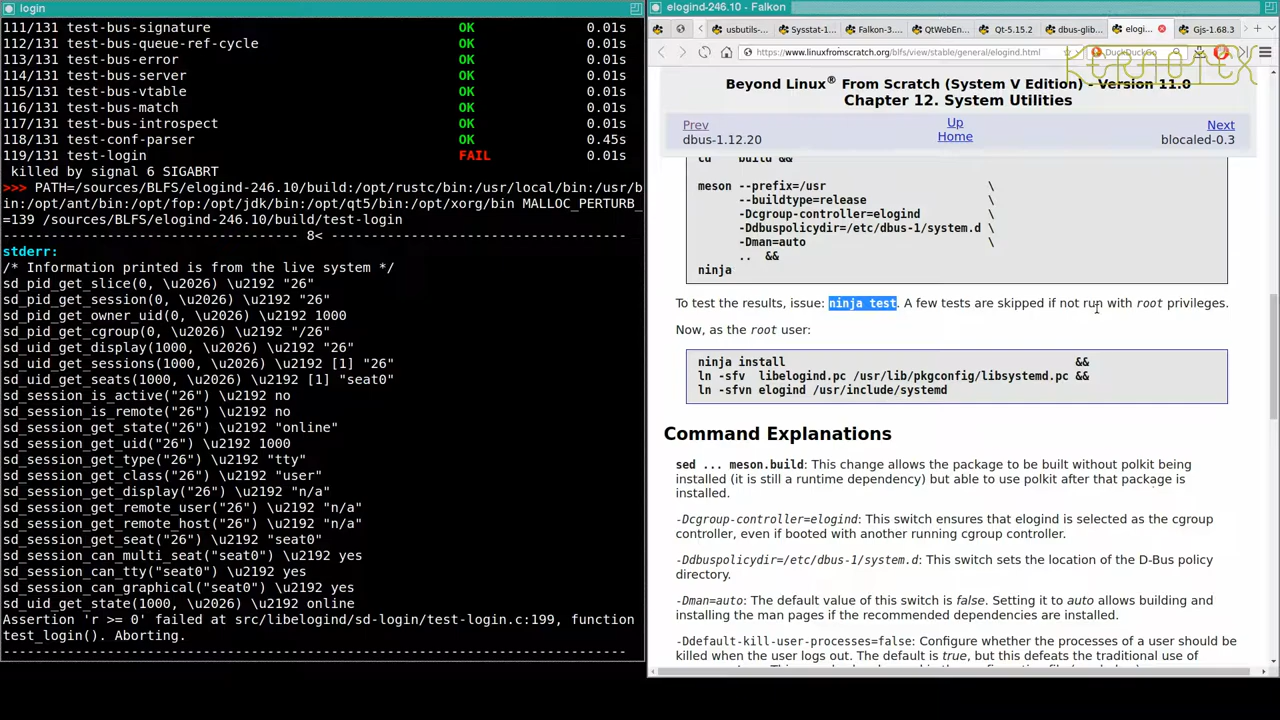 login
111/131 test-bus-signature OK 0.01s
112/131 test-bus-queue-ref-cycle OK 0.01s
113/131 test-bus-error OK 0.01s
114/131 test-bus-server OK 0.01s
115/131 test-bus-vtable OK 0.01s
116/131 test-bus-match OK 0.01s
117/131 test-bus-introspect OK 0.01s
118/131 test-conf-parser OK 0.45s
119/131 test-login FAIL 0.01s
killed by signal 6 SIGABRT
>>> PATH=/sources/BLFS/elogind-246.10/build:/opt/rustc/bin:/usr/local/bin:/usr/b
in:/opt/ant/bin:/opt/fop:/opt/jdk/bin:/opt/qt5/bin:/opt/xorg/bin MALLOC_PERTURB_
=139 /sources/BLFS/elogind-246.10/build/test-login
------------------------------------- 8< -------------------------------------
stderr:
/* Information printed is from the live system */
sd_pid_get_slice(0, \u2026) \u2192 "26"
sd_pid_get_session(0, \u2026) \u2192 "26"
sd_pid_get_owner_uid(0, \u2026) \u2192 1000
sd_pid_get_cgroup(0, \u2026) \u2192 "/26"
sd_uid_get_display(1000, \u2026) \u2192 "26"
sd_uid_get_sessions(1000, \u2026) \u2192 [1] "26"
sd_uid_get_seats(1000, \u2026) \u2192 [1] "seat0"
sd_session_is_active("26") \u2192 no
sd_session_is_remote("26") \u2192 no
sd_session_get_state("26") \u2192 "online"
sd_session_get_uid("26") \u2192 1000
sd_session_get_type("26") \u2192 "tty"
sd_session_get_class("26") \u2192 "user"
sd_session_get_display("26") \u2192 "n/a"
sd_session_get_remote_user("26") \u2192 "n/a"
sd_session_get_remote_host("26") \u2192 "n/a"
sd_session_get_seat("26") \u2192 "seat0"
sd_session_can_multi_seat("seat0") \u2192 yes
sd_session_can_tty("seat0") \u2192 yes
sd_session_can_graphical("seat0") \u2192 yes
sd_uid_get_state(1000, \u2026) \u2192 online
Assertion 'r >= 0' failed at src/libelogind/sd-login/test-login.c:199, function
test_login(). Aborting.
------------------------------------------------------------------------------
elogind-246.10 - Falkon
usbutils- Sysstat-1... Falkon-3... QtWebEn... Qt-5.15.2 dbus-glib... elogi... Gjs-1.68.3
https://www.linuxfromscratch.org/blfs/view/stable/general/elogind.html DuckDuckGo
KERNOTEX
Beyond Linux® From Scratch (System V Edition) - Version 11.0
Chapter 12. System Utilities
Prev Up Next
dbus-1.12.20 Home blocaled-0.3
cd build &&
meson --prefix=/usr \
--buildtype=release \
-Dcgroup-controller=elogind \
-Ddbuspolicydir=/etc/dbus-1/system.d \
-Dman=auto \
.. &&
ninja
To test the results, issue: ninja test. A few tests are skipped if not run with root privileges.
Now, as the root user:
ninja install &&
ln -sfv libelogind.pc /usr/lib/pkgconfig/libsystemd.pc &&
ln -sfvn elogind /usr/include/systemd
Command Explanations
sed ... meson.build: This change allows the package to be built without polkit being
installed (it is still a runtime dependency) but able to use polkit after that package is
installed.
-Dcgroup-controller=elogind: This switch ensures that elogind is selected as the cgroup
controller, even if booted with another running cgroup controller.
-Ddbuspolicydir=/etc/dbus-1/system.d: This switch sets the location of the D-Bus policy
directory.
-Dman=auto: The default value of this switch is false. Setting it to auto allows building and
installing the man pages if the recommended dependencies are installed.
-Ddefault-kill-user-processes=false: Configure whether the processes of a user should be
killed when the user logs out. The default is true, but this defeats the traditional use of